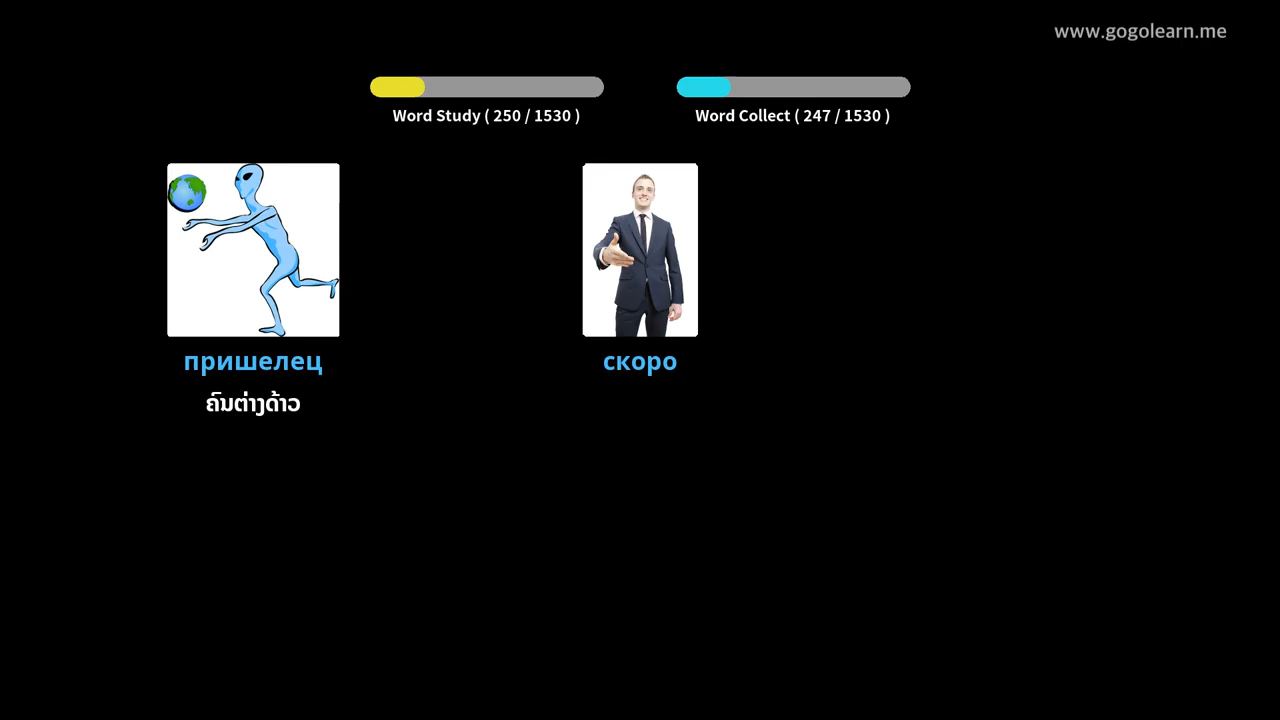 www.gogolearn.me
Word Study ( 250 / 1530 )
Word Collect ( 247 / 1530 )
пришелец
скоро
ຄົນຕ່າງດ້າວ